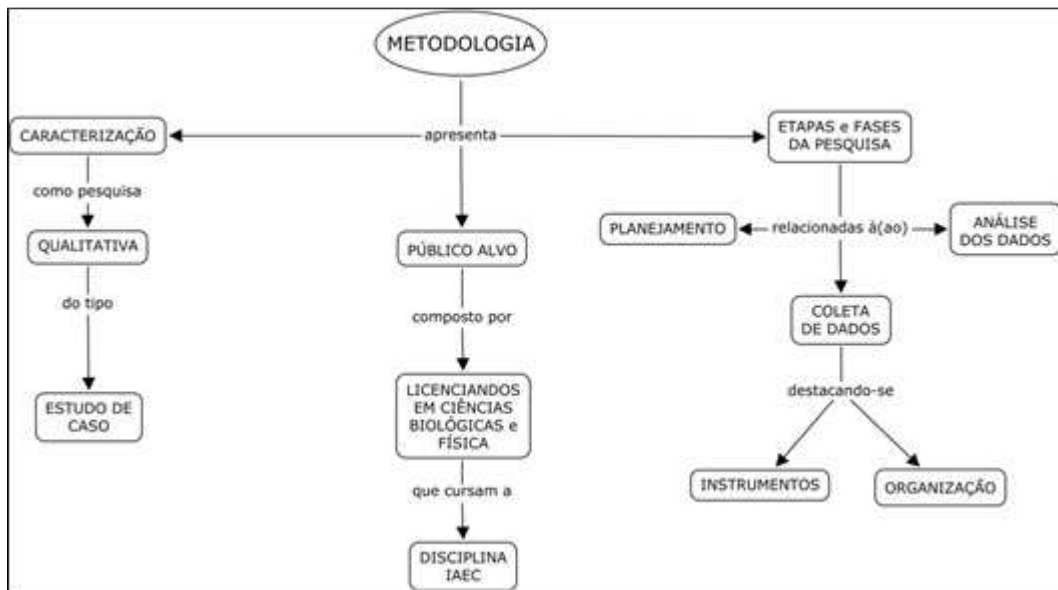 METODOLOGIA
CARACTERIZAÇÃO
apresenta
ETAPAS e FASES
DA PESQUISA
como pesquisa
QUALITATIVA
do tipo
ESTUDO DE
CASO
PÚBLICO ALVO
composto por
LICENCIANDOS
EM CIÊNCIAS
BIOLÓGICAS e
FÍSICA
que cursam a
DISCIPLINA
IAEC
PLANEJAMENTO
relacionadas à(ao)
ANÁLISE
DOS DADOS
COLETA
DE DADOS
destacando-se
INSTRUMENTOS
ORGANIZAÇÃO